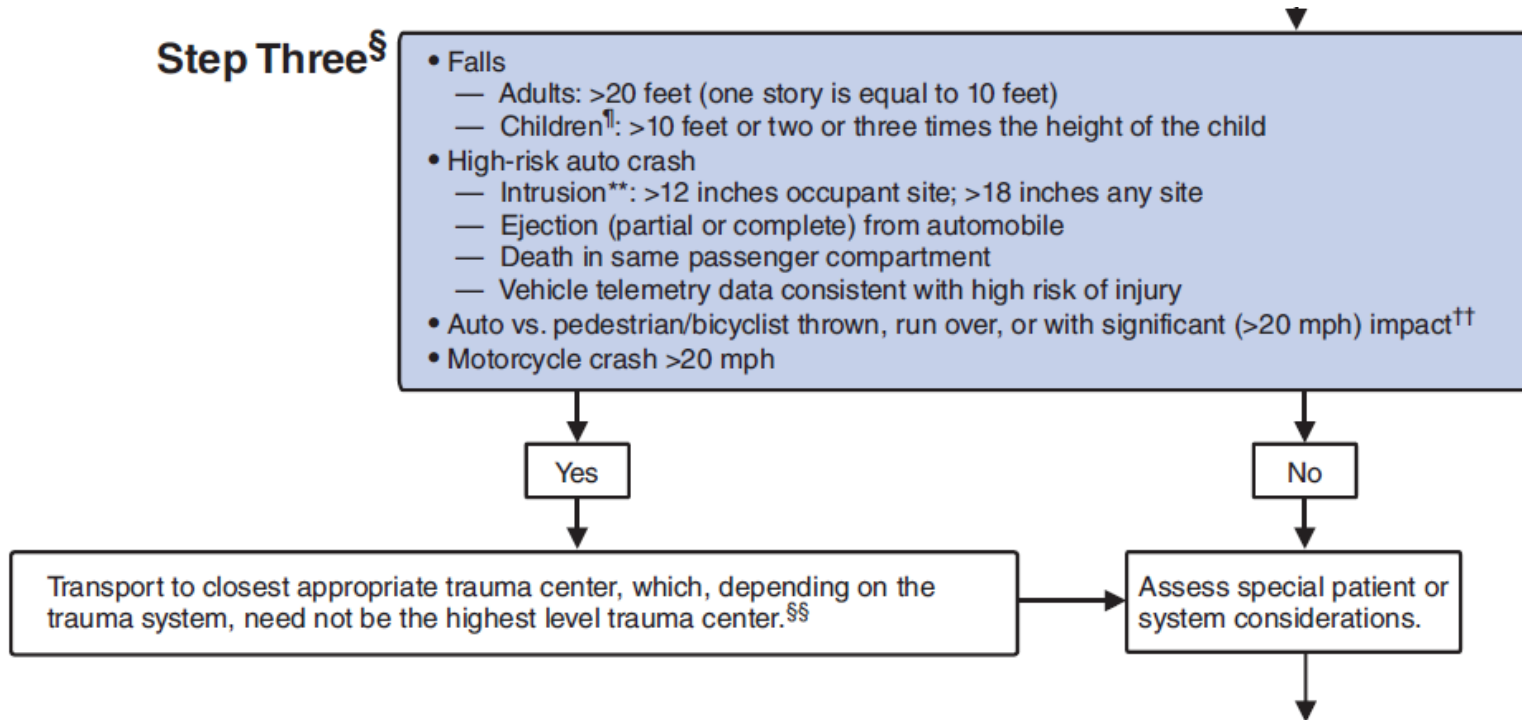 Step Three§
• Falls
— Adults: >20 feet (one story is equal to 10 feet)
— Children¶: >10 feet or two or three times the height of the child
• High-risk auto crash
— Intrusion**: >12 inches occupant site; >18 inches any site
— Ejection (partial or complete) from automobile
— Death in same passenger compartment
— Vehicle telemetry data consistent with high risk of injury
• Auto vs. pedestrian/bicyclist thrown, run over, or with significant (>20 mph) impact††
• Motorcycle crash >20 mph
Yes
No
Transport to closest appropriate trauma center, which, depending on the
trauma system, need not be the highest level trauma center.§§
Assess special patient or
system considerations.